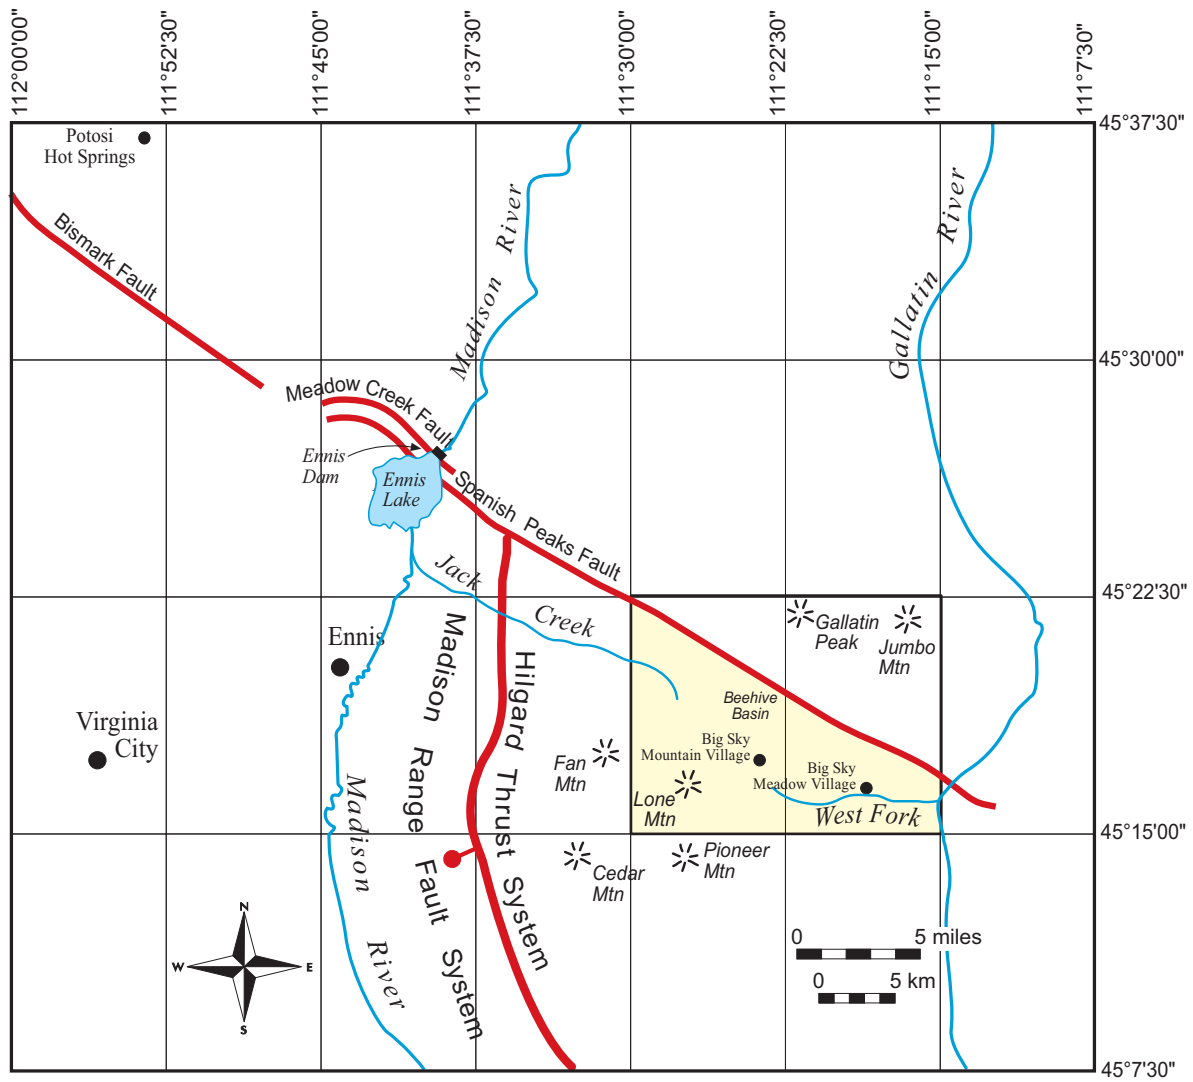 112°00'00"
111°52'30"
111°45'00"
111°37'30"
111°30'00"
111°22'30"
111°15'00"
111°7'30"
45°37'30"
Potosi
Hot Springs
Bismark Fault
Madison River
Gallatin River
45°30'00"
Meadow Creek Fault
Ennis
Dam
Ennis
Lake
Spanish Peaks Fault
Jack Creek
45°22'30"
Gallatin
Peak
Jumbo
Mtn
Ennis
Virginia
City
Madison Range Fault System
Hilgard Thrust System
Beehive
Basin
Big Sky
Mountain Village
Big Sky
Meadow Village
Fan
Mtn
Lone
Mtn
West Fork
45°15'00"
Madison River
Cedar
Mtn
Pioneer
Mtn
N
W E
S
0 5 miles
0 5 km
45°7'30"